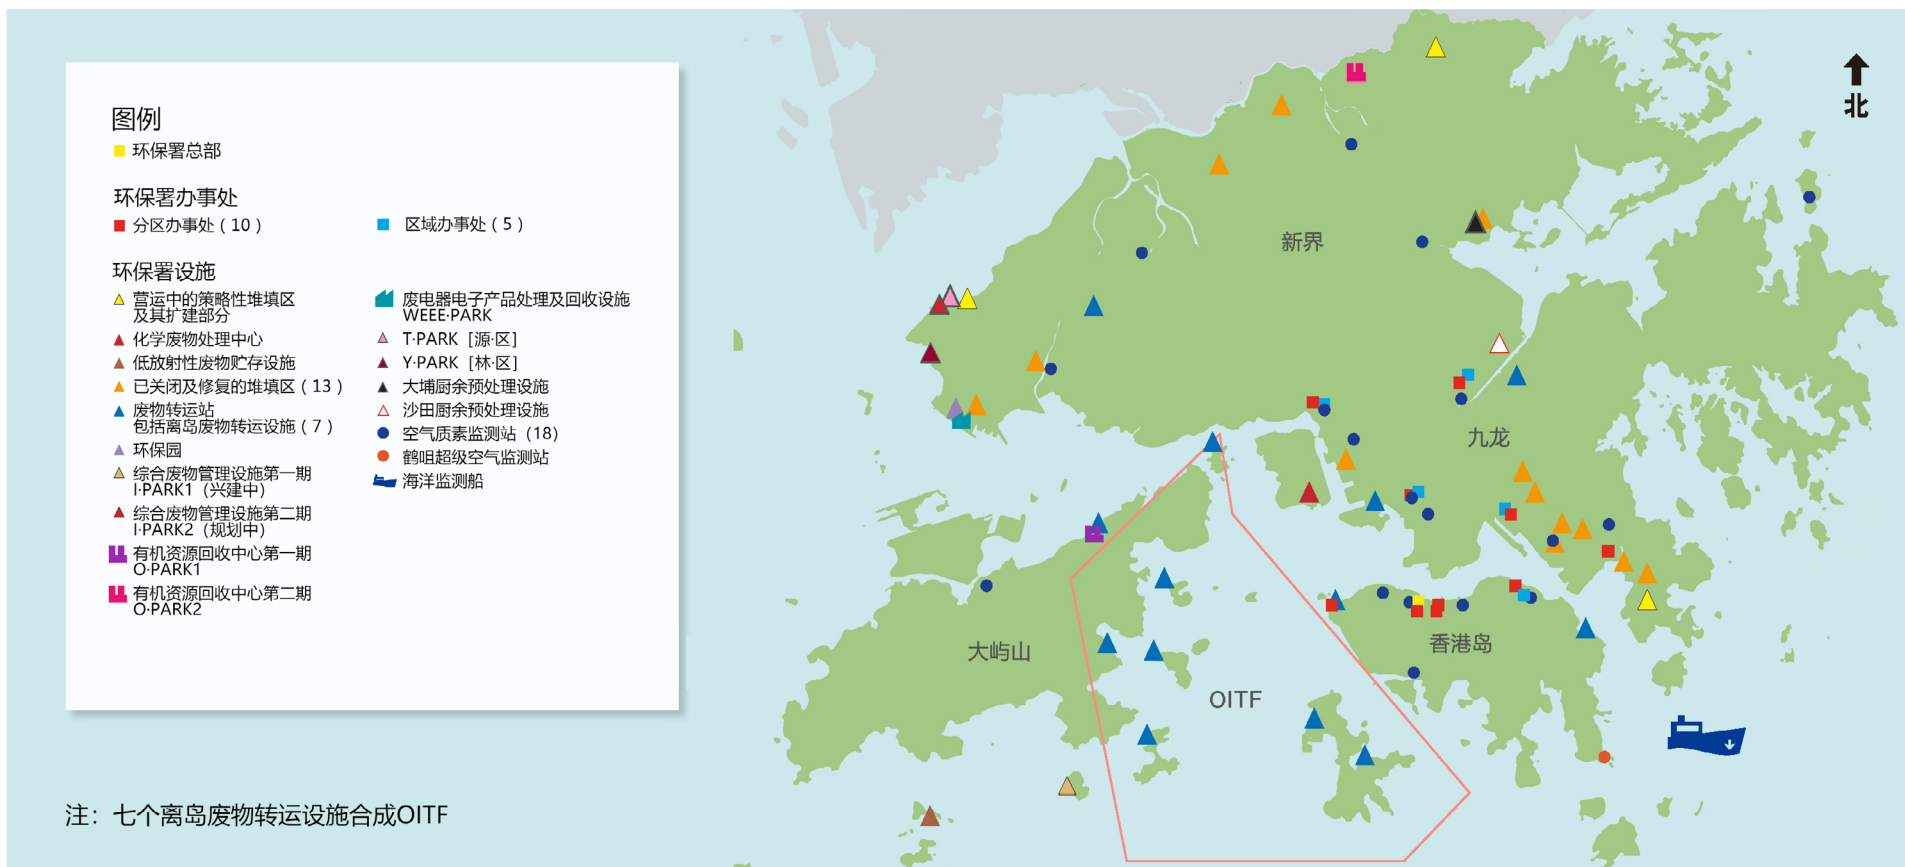 图例
环保署总部
环保署办事处
分区办事处（10）
区域办事处（5）
环保署设施
营运中的策略性堆填区
及其扩建部分
化学废物处理中心
低放射性废物贮存设施
已关闭及修复的堆填区（13）
废物转运站
包括离岛废物转运设施（7）
环保园
综合废物管理设施第一期
I·PARK1（兴建中）
综合废物管理设施第二期
I·PARK2（规划中）
有机资源回收中心第一期
O·PARK1
有机资源回收中心第二期
O·PARK2
废电器电子产品处理及回收设施
WEEE·PARK
T·PARK［源·区］
Y·PARK［林·区］
大埔厨余预处理设施
沙田厨余预处理设施
空气质素监测站（18）
鹤咀超级空气监测站
海洋监测船
注：七个离岛废物转运设施合成OITF
北
新界
九龙
大屿山
香港岛
OITF